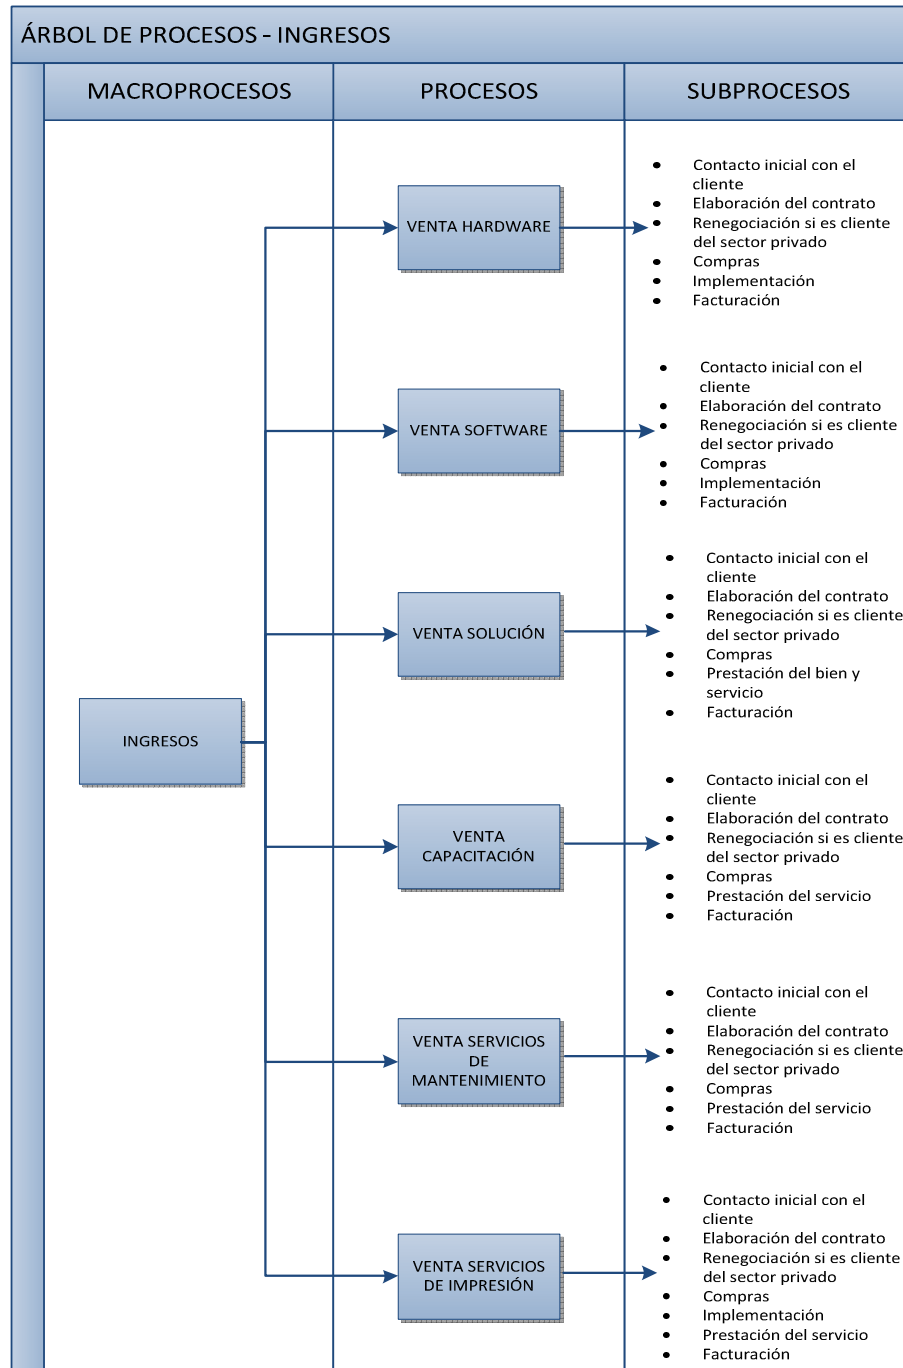 ÁRBOL DE PROCESOS - INGRESOS
MACROPROCESOS
PROCESOS
SUBPROCESOS
INGRESOS
VENTA HARDWARE
• Contacto inicial con el
cliente
• Elaboración del contrato
• Renegociación si es cliente
del sector privado
• Compras
• Implementación
• Facturación
VENTA SOFTWARE
• Contacto inicial con el
cliente
• Elaboración del contrato
• Renegociación si es cliente
del sector privado
• Compras
• Implementación
• Facturación
VENTA SOLUCIÓN
• Contacto inicial con el
cliente
• Elaboración del contrato
• Renegociación si es cliente
del sector privado
• Compras
• Prestación del bien y
servicio
• Facturación
VENTA
CAPACITACIÓN
• Contacto inicial con el
cliente
• Elaboración del contrato
• Renegociación si es cliente
del sector privado
• Compras
• Prestación del servicio
• Facturación
VENTA SERVICIOS
DE
MANTENIMIENTO
• Contacto inicial con el
cliente
• Elaboración del contrato
• Renegociación si es cliente
del sector privado
• Compras
• Prestación del servicio
• Facturación
VENTA SERVICIOS
DE IMPRESIÓN
• Contacto inicial con el
cliente
• Elaboración del contrato
• Renegociación si es cliente
del sector privado
• Compras
• Implementación
• Prestación del servicio
• Facturación